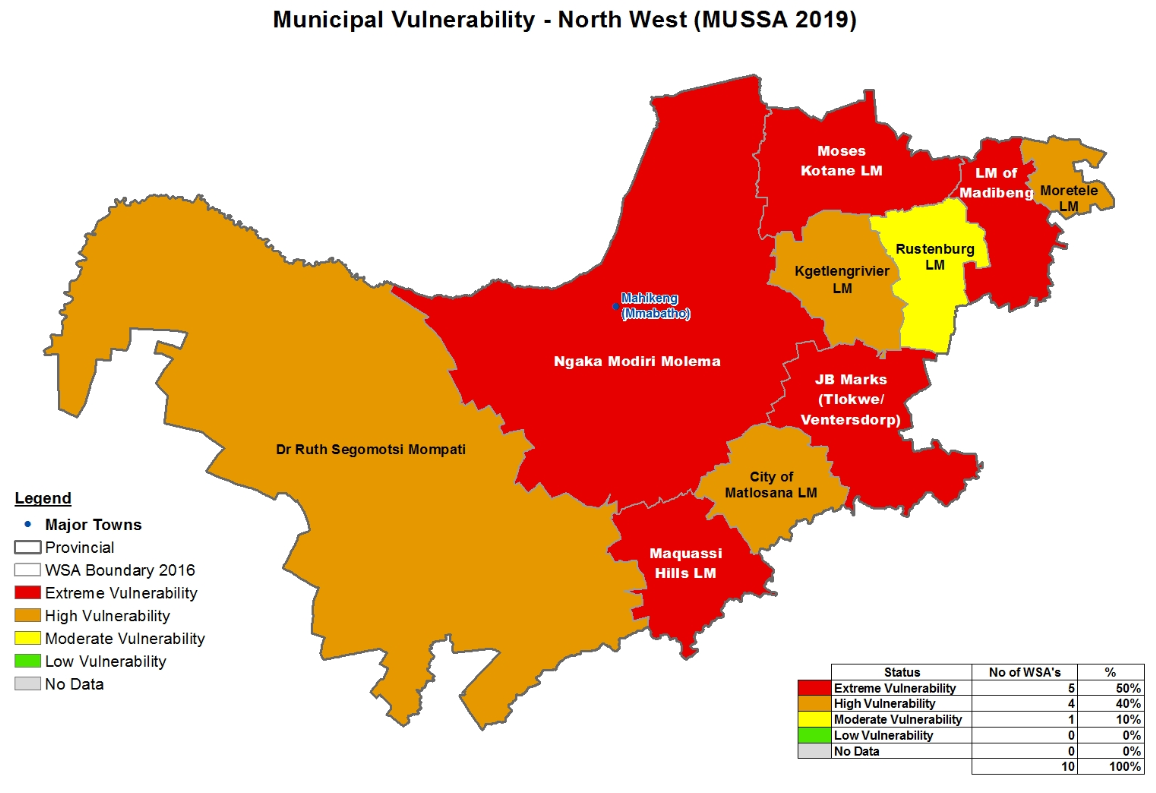 Municipal Vulnerability - North West (MUSSA 2019)
Moses
Kotane LM
LM of
Madibeng
Moretele
LM
Rustenburg
LM
Kgetlengrivier
LM
Mahikeng
(Mmabatho)
Ngaka Modiri Molema
JB Marks
(Tlokwe/
Ventersdorp)
Dr Ruth Segomotsi Mompati
City of
Matlosana LM
Maquassi
Hills LM
Legend
Major Towns
Provincial
WSA Boundary 2016
Extreme Vulnerability
High Vulnerability
Moderate Vulnerability
Low Vulnerability
No Data
Status No of WSA's %
Extreme Vulnerability 5 50%
High Vulnerability 4 40%
Moderate Vulnerability 1 10%
Low Vulnerability 0 0%
No Data 0 0%
10 100%